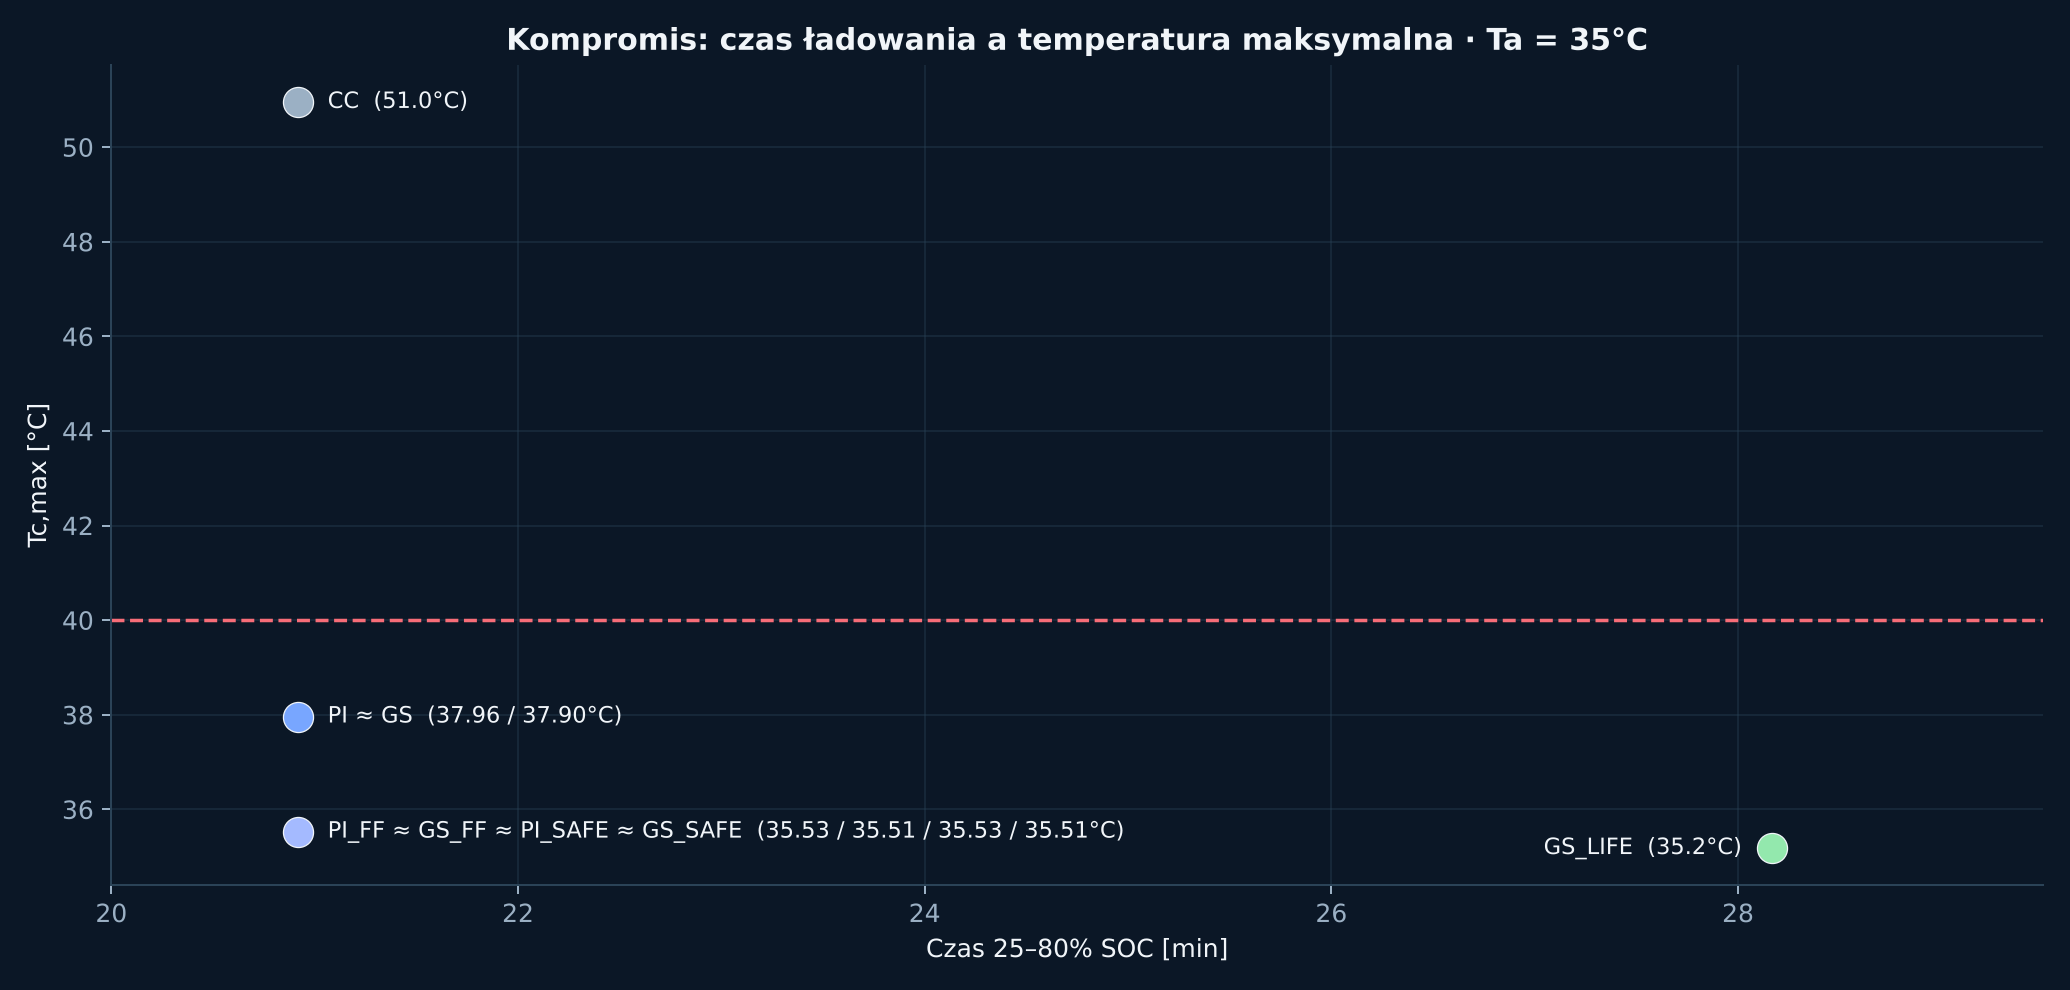 Kompromis: czas ładowania a temperatura maksymalna · Ta = 35°C
CC (51.0°C)
50
48
46
44
42
40
38
36
Tc,max [°C]
PI ≈ GS (37.96 / 37.90°C)
PI_FF ≈ GS_FF ≈ PI_SAFE ≈ GS_SAFE (35.53 / 35.51 / 35.53 / 35.51°C)
GS_LIFE (35.2°C)
20 22 24 26 28
Czas 25–80% SOC [min]